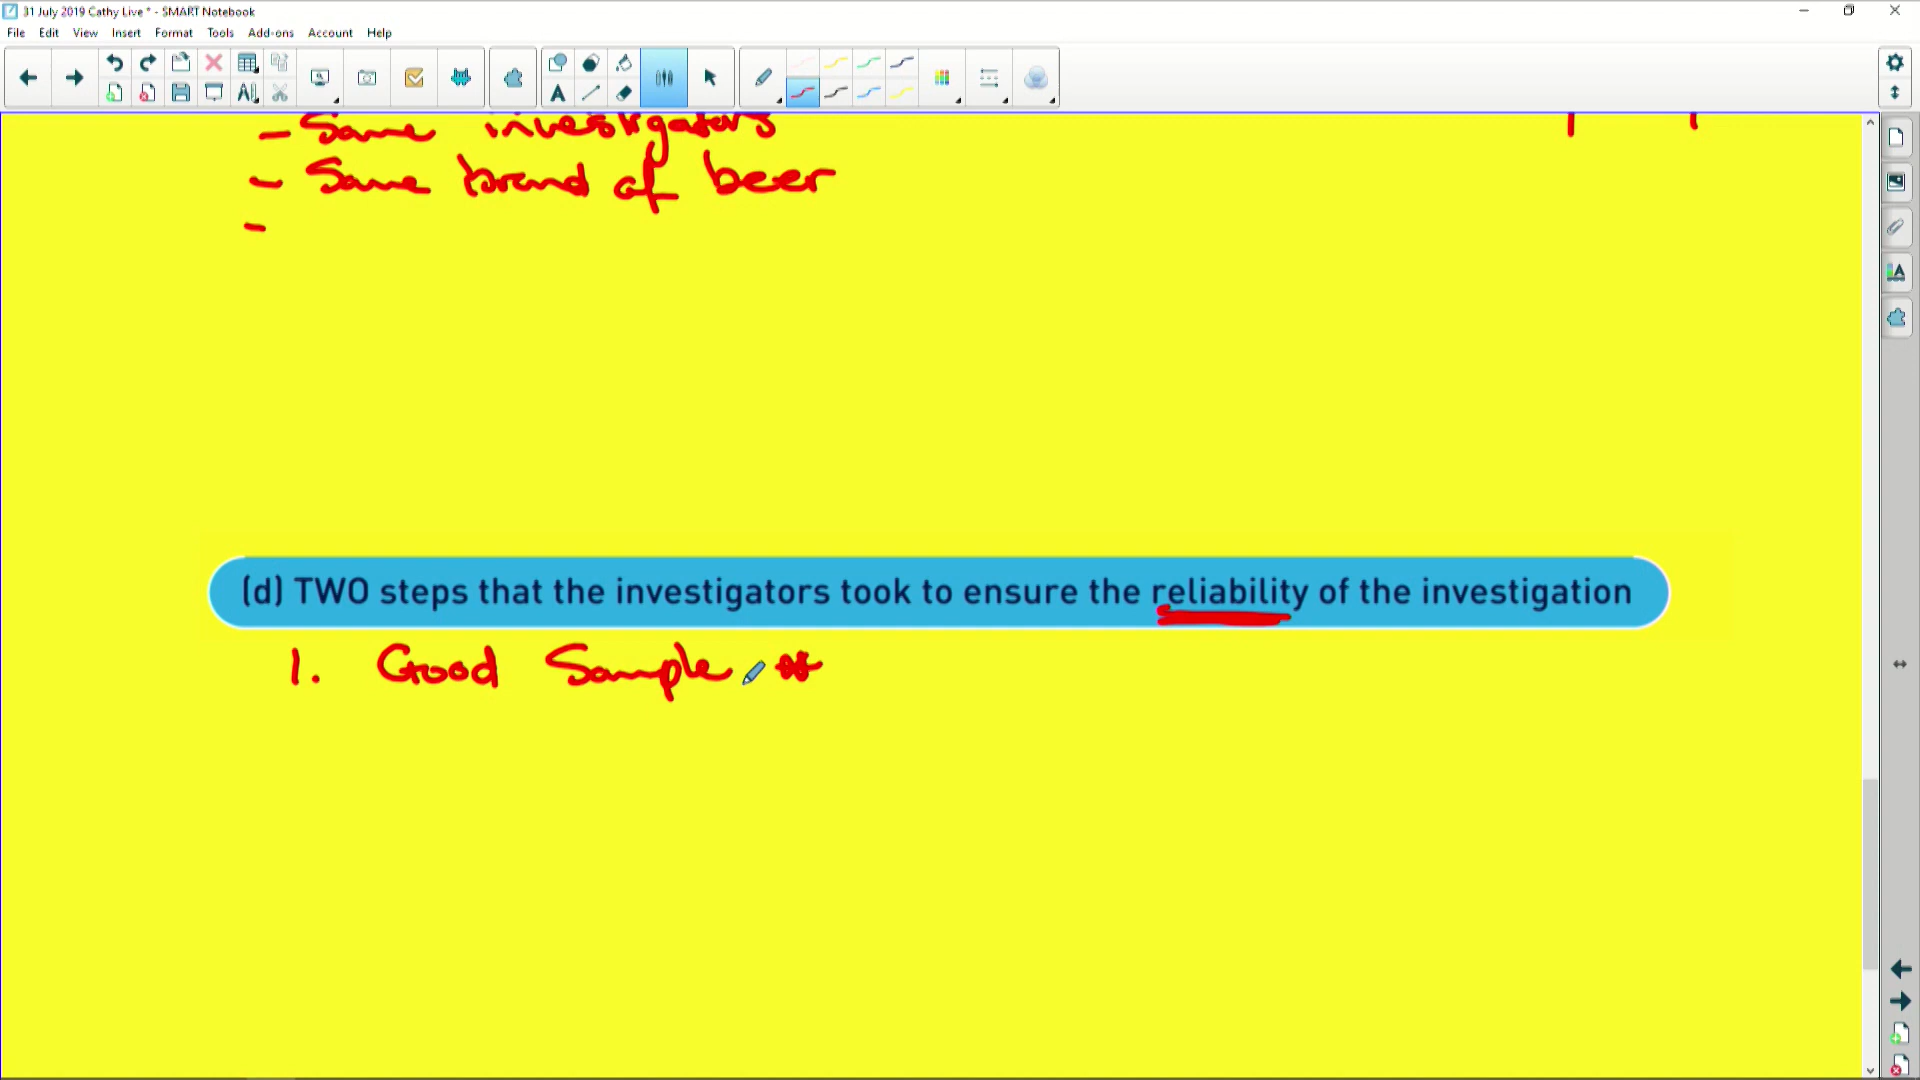 31 July 2019 Cathy Live * - SMART Notebook
File Edit View Insert Format Tools Add-ons Account Help
- Same investigators
- Same brand of beer
-
(d) TWO steps that the investigators took to ensure the reliability of the investigation
1. Good Sample